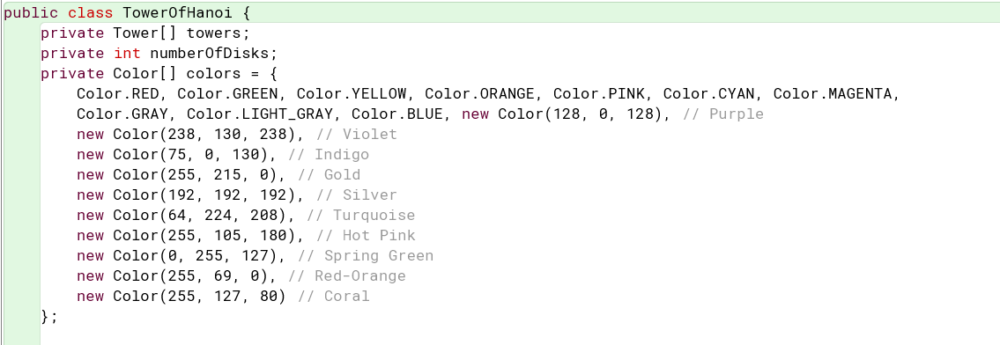 public class TowerOfHanoi {
    private Tower[] towers;
    private int numberOfDisks;
    private Color[] colors = {
        Color.RED, Color.GREEN, Color.YELLOW, Color.ORANGE, Color.PINK, Color.CYAN, Color.MAGENTA,
        Color.GRAY, Color.LIGHT_GRAY, Color.BLUE, new Color(128, 0, 128), // Purple
        new Color(238, 130, 238), // Violet
        new Color(75, 0, 130), // Indigo
        new Color(255, 215, 0), // Gold
        new Color(192, 192, 192), // Silver
        new Color(64, 224, 208), // Turquoise
        new Color(255, 105, 180), // Hot Pink
        new Color(0, 255, 127), // Spring Green
        new Color(255, 69, 0), // Red-Orange
        new Color(255, 127, 80) // Coral
    };